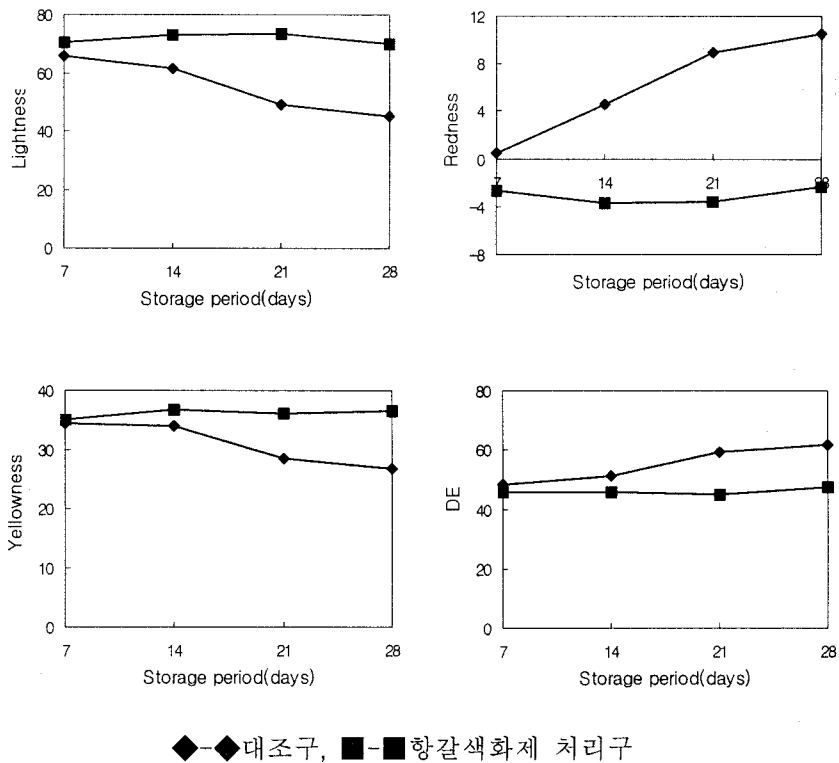 80
60
40
20
0
Lightness
7 14 21 28
Storage period(days)
12
8
4
0
-4
-8
Redness
7 14 21 28
Storage period(days)
40
30
20
10
0
Yellowness
7 14 21 28
Storage period(days)
80
60
40
20
0
DE
7 14 21 28
Storage period(days)
◆-◆대조구, ■-■항갈색화제 처리구